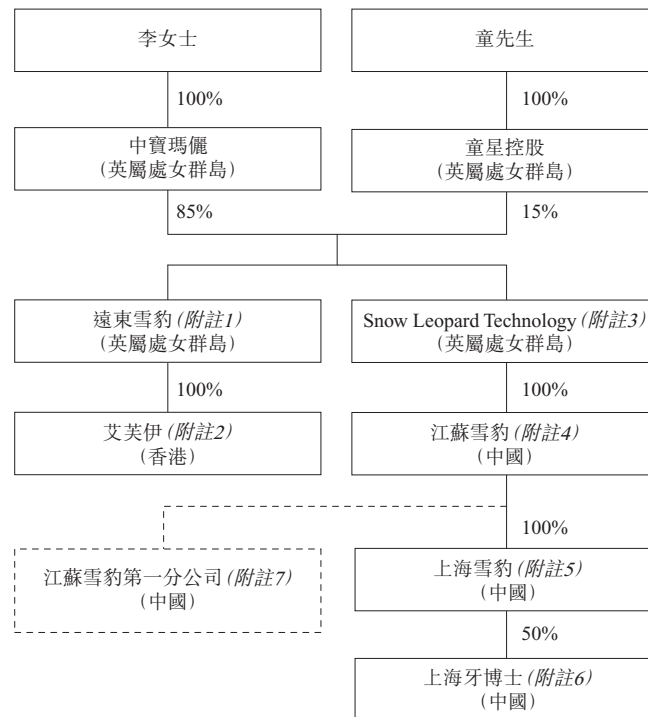 李女士
童先生
100%
100%
中寶瑪儷
(英屬處女群島)
童星控股
(英屬處女群島)
85%
15%
遠東雪豹(附註1)
(英屬處女群島)
Snow Leopard Technology (附註3)
(英屬處女群島)
100%
100%
艾芙伊(附註2)
(香港)
江蘇雪豹(附註4)
(中國)
100%
江蘇雪豹第一分公司(附註7)
(中國)
上海雪豹(附註5)
(中國)
50%
上海牙博士(附註6)
(中國)